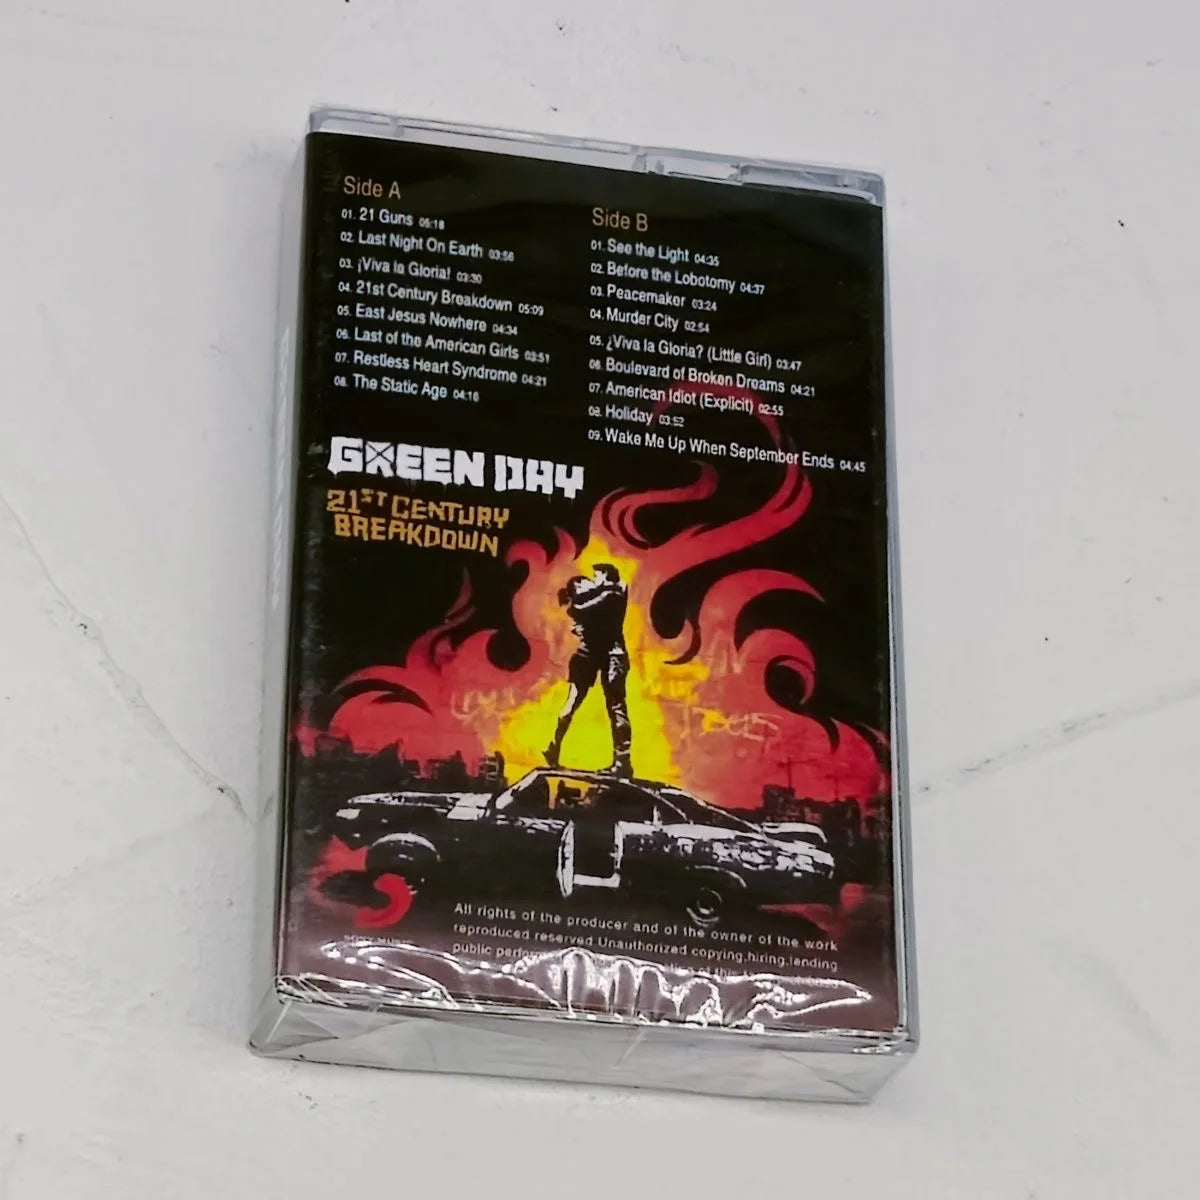 Side A
01. 21 Guns 05:18
02. Last Night On Earth 03:56
03. ¡Viva la Gloria! 03:30
04. 21st Century Breakdown 05:09
05. East Jesus Nowhere 04:34
06. Last of the American Girls 03:51
07. Restless Heart Syndrome 04:21
08. The Static Age 04:16
Side B
01. See the Light 04:35
02. Before the Lobotomy 04:37
03. Peacemaker 03:24
04. Murder City 02:54
05. ¿Viva la Gloria? (Little Girl) 03:47
06. Boulevard of Broken Dreams 04:21
07. American Idiot (Explicit) 02:55
08. Holiday 03:52
09. Wake Me Up When September Ends 04:45
GREEN DAY
21ST CENTURY
BREAKDOWN
All rights of the producer and of the owner of the work
reproduced reserved.Unauthorized copying,hiring,lending
public of this